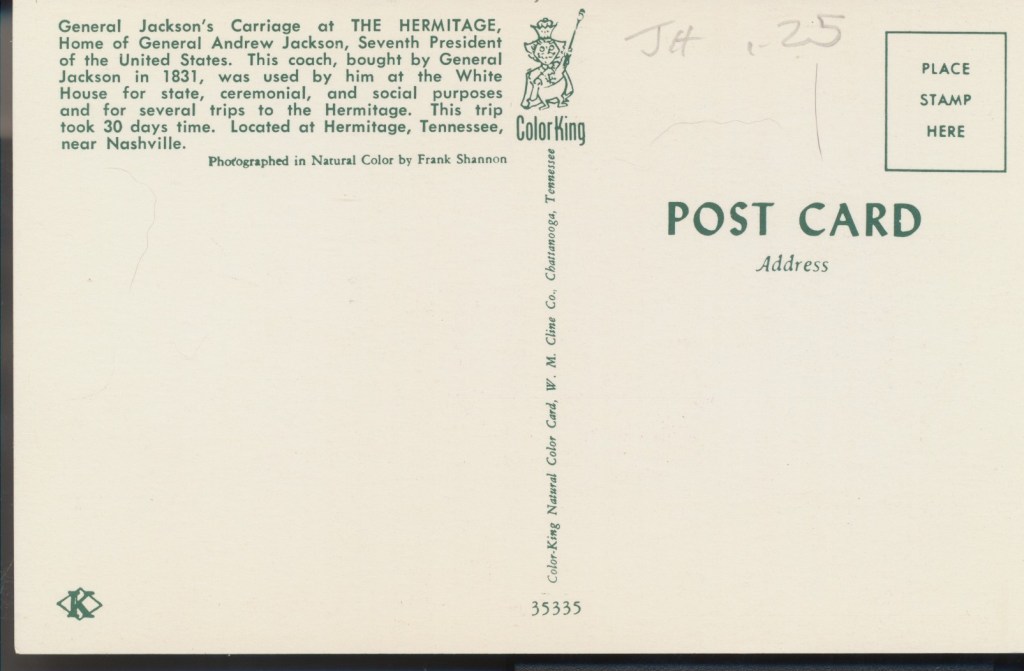 General Jackson's Carriage at THE HERMITAGE,
Home of General Andrew Jackson, Seventh President
of the United States. This coach, bought by General
Jackson in 1831, was used by him at the White
House for state, ceremonial, and social purposes
and for several trips to the Hermitage. This trip
took 30 days time. Located at Hermitage, Tennessee,
near Nashville.
Photographed in Natural Color by Frank Shannon
ColorKing
Color-King Natural Color Card, W. M. Cline Co., Chattanooga, Tennessee
35335
K
JH .25
PLACE
STAMP
HERE
POST CARD
Address